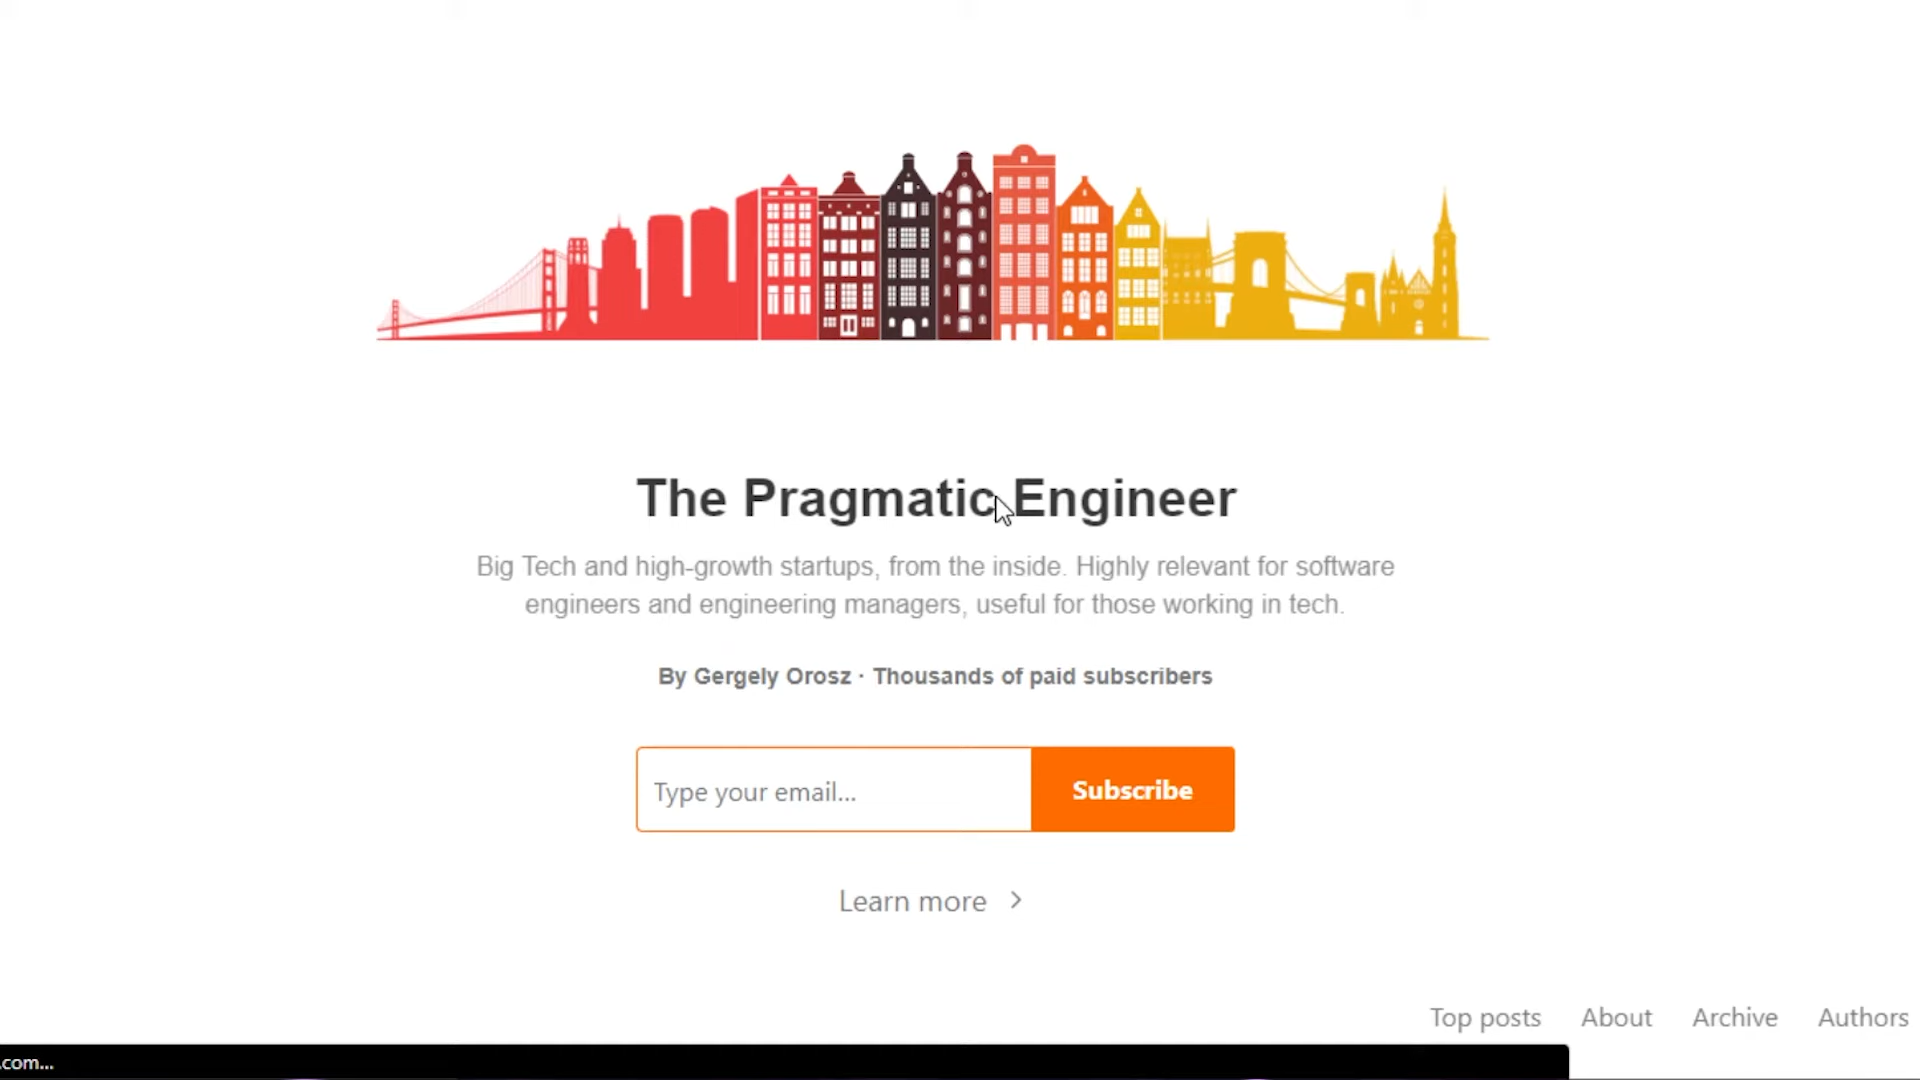 The Pragmatic Engineer
Big Tech and high-growth startups, from the inside. Highly relevant for software
engineers and engineering managers, useful for those working in tech.
By Gergely Orosz · Thousands of paid subscribers
Type your email...
Subscribe
Learn more
Top posts
About
Archive
Authors
.com...